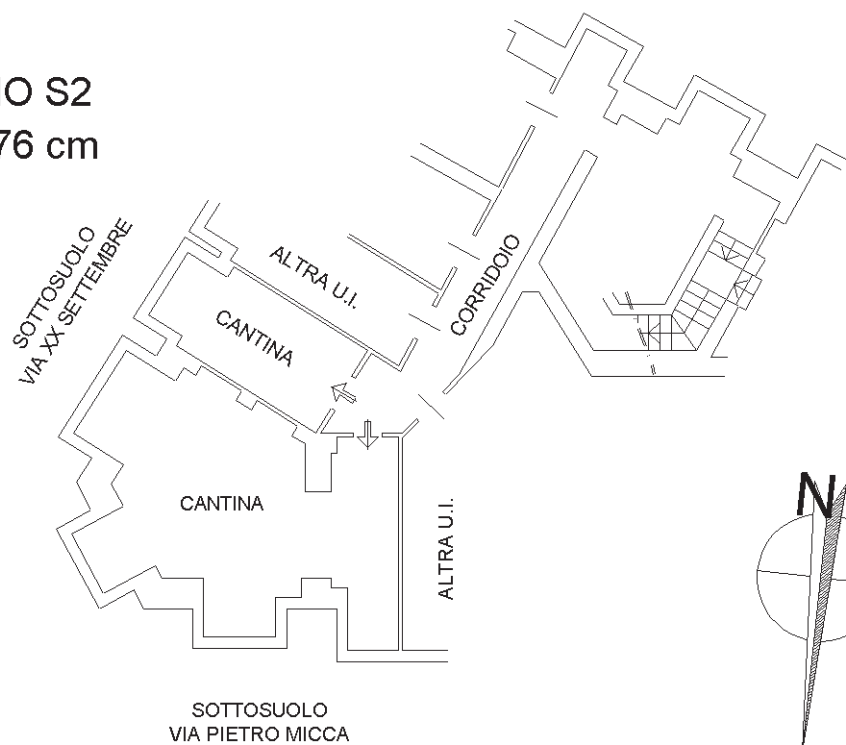 O S2
76 cm
SOTTOSUOLO
VIA XX SETTEMBRE
ALTRA U.I.
CANTINA
CORRIDOIO
CANTINA
ALTRA U.I.
N
SOTTOSUOLO
VIA PIETRO MICCA